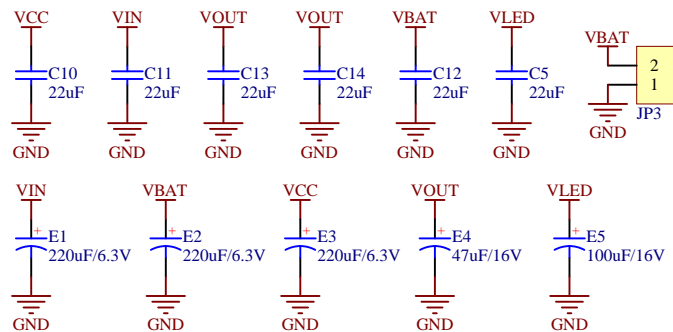 VCC
VIN
VOUT
VOUT
VBAT
VLED
VBAT
C10
22uF
C11
22uF
C13
22uF
C14
22uF
C12
22uF
C5
22uF
2
1
JP3
GND
GND
GND
GND
GND
GND
GND
VIN
VBAT
VCC
VOUT
VLED
+
E1
220uF/6.3V
+
E2
220uF/6.3V
+
E3
220uF/6.3V
+
E4
47uF/16V
+
E5
100uF/16V
GND
GND
GND
GND
GND